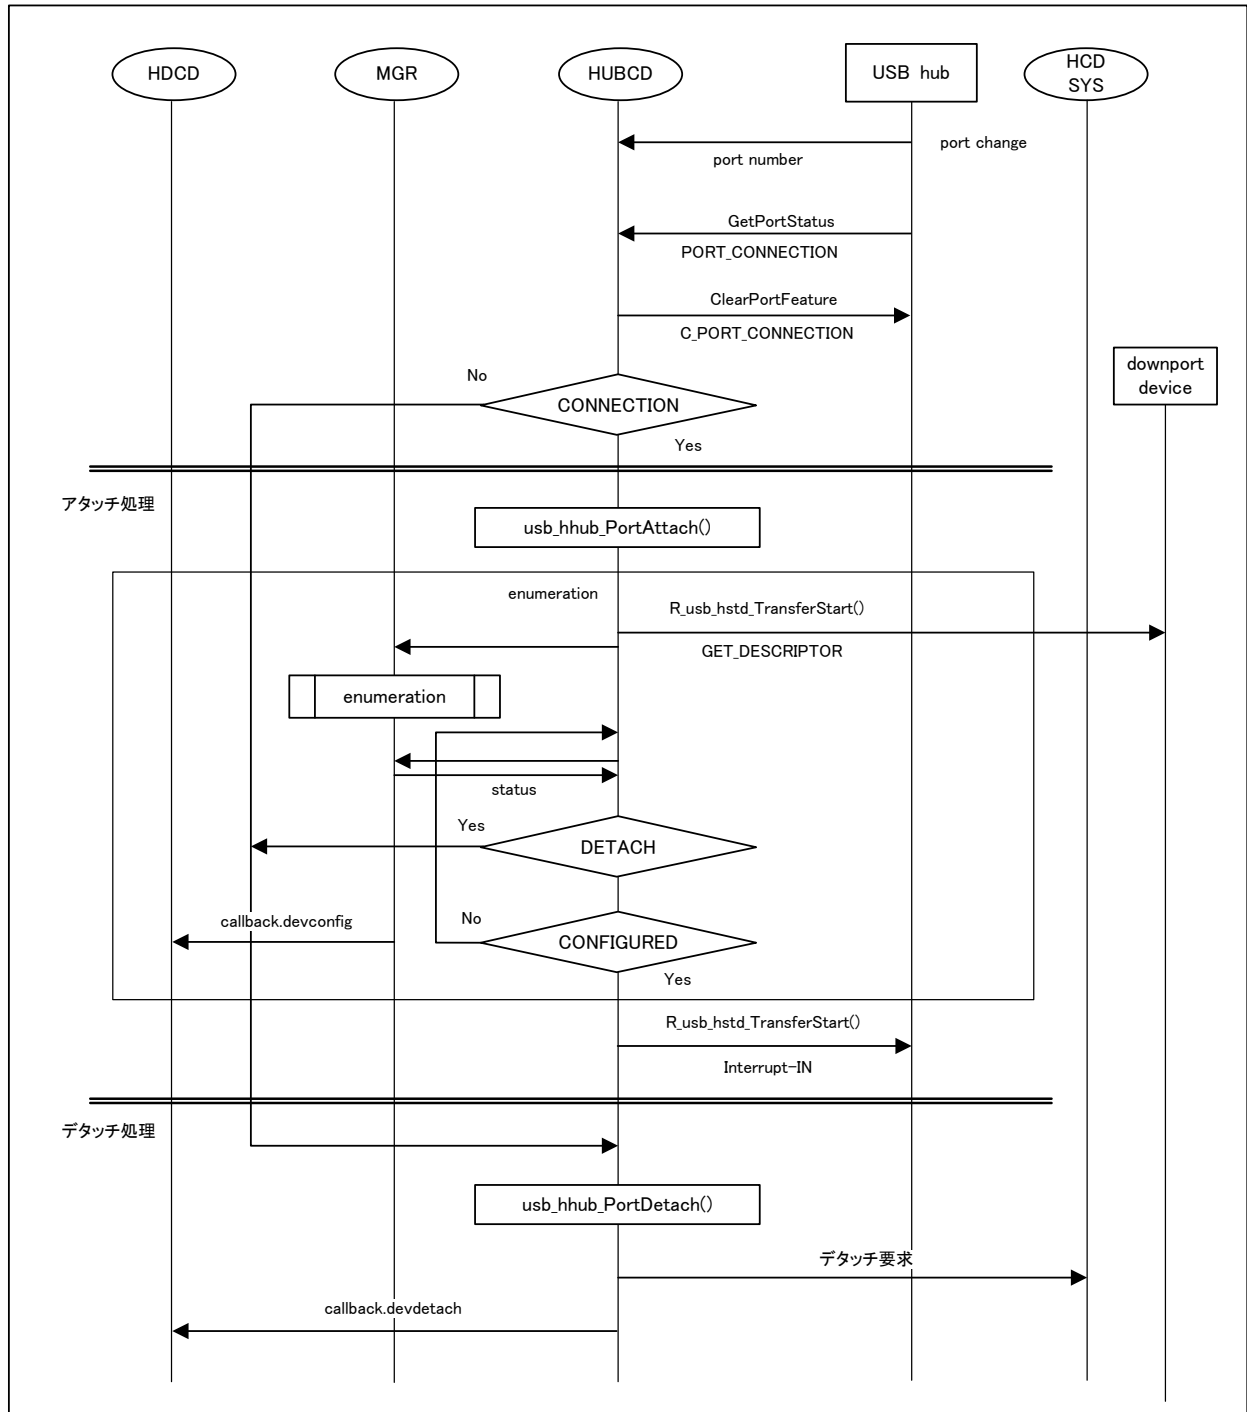 HDCD
MGR
HUBCD
USB hub
HCD
SYS
port change
port number
GetPortStatus
PORT_CONNECTION
ClearPortFeature
C_PORT_CONNECTION
downport
device
No
CONNECTION
Yes
アタッチ処理
usb_hhub_PortAttach()
enumeration
R_usb_hstd_TransferStart()
GET_DESCRIPTOR
enumeration
status
Yes
DETACH
callback.devconfig
No
CONFIGURED
Yes
R_usb_hstd_TransferStart()
Interrupt-IN
デタッチ処理
usb_hhub_PortDetach()
デタッチ要求
callback.devdetach